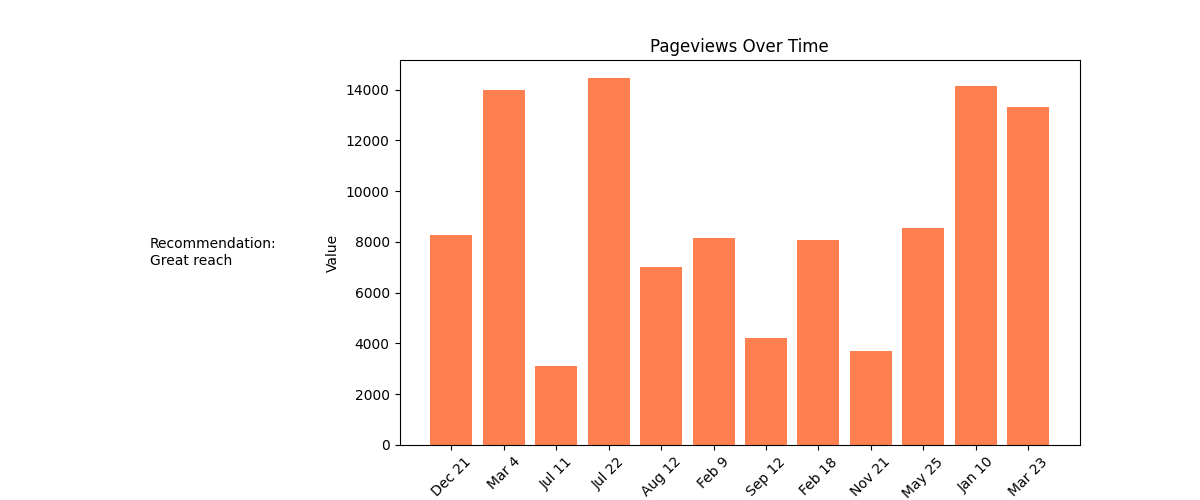 Pageviews Over Time
Recommendation:
Great reach
Value
14000
12000
10000
8000
6000
4000
2000
0
Dec 21
Mar 4
Jul 11
Jul 22
Aug 12
Feb 9
Sep 12
Feb 18
Nov 21
May 25
Jan 10
Mar 23